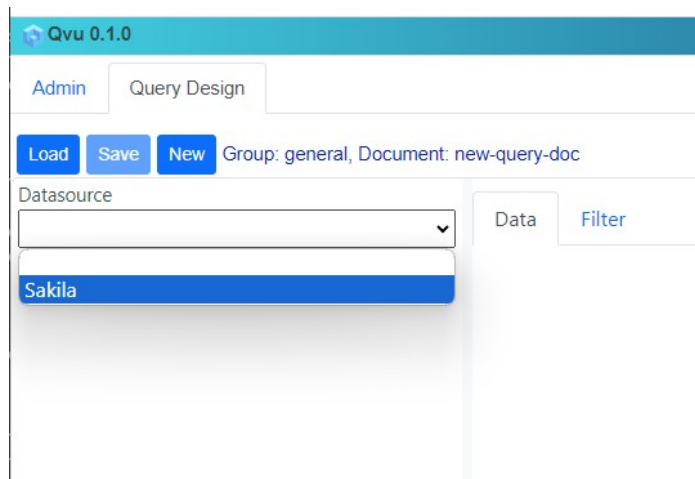 Qvu 0.1.0
Admin Query Design
Load Save New Group: general, Document: new-query-doc
Datasource
Data Filter
Sakila